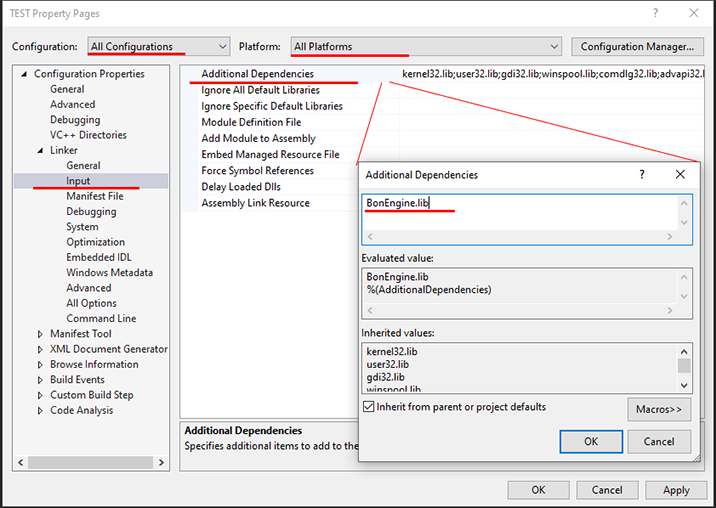 TEST Property Pages
Configuration: All Configurations Platform: All Platforms Configuration Manager...
Configuration Properties
General
Advanced
Debugging
VC++ Directories
Linker
General
Input
Manifest File
Debugging
System
Optimization
Embedded IDL
Windows Metadata
Advanced
All Options
Command Line
Manifest Tool
XML Document Generator
Browse Information
Build Events
Custom Build Step
Code Analysis
Additional Dependencies kernel32.lib;user32.lib;gdi32.lib;winspool.lib;comdlg32.lib;advapi32.l
Ignore All Default Libraries
Ignore Specific Default Libraries
Module Definition File
Add Module to Assembly
Embed Managed Resource File
Force Symbol References
Delay Loaded Dlls
Assembly Link Resource
Additional Dependencies
Specifies additional items to add to the
Additional Dependencies
BonEngine.lib
Evaluated value:
BonEngine.lib
%(AdditionalDependencies)
Inherited values:
kernel32.lib
user32.lib
gdi32.lib
winspool.lib
Inherit from parent or project defaults
Macros>>
OK Cancel
OK Cancel Apply